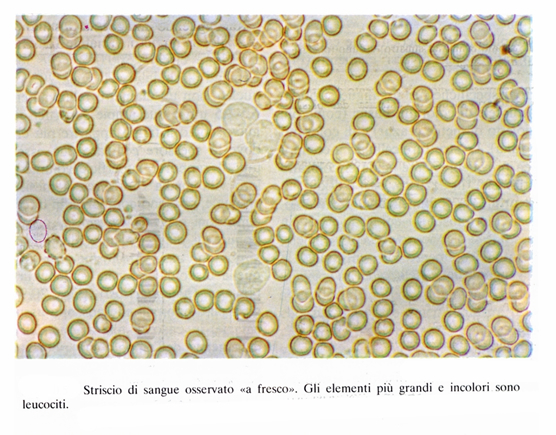 Striscio di sangue osservato «a fresco». Gli elementi più grandi e incolori sono
leucociti.